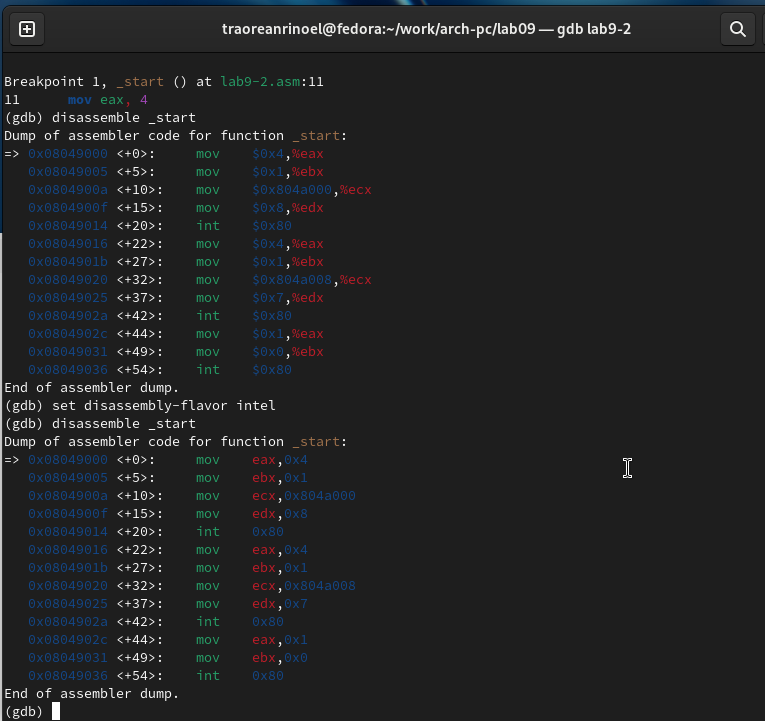 traoreanrinoel@fedora:~/work/arch-pc/lab09 — gdb lab9-2
Breakpoint 1, _start () at lab9-2.asm:11
11      mov eax, 4
(gdb) disassemble _start
Dump of assembler code for function _start:
=> 0x08049000 <+0>:     mov    $0x4,%eax
   0x08049005 <+5>:     mov    $0x1,%ebx
   0x0804900a <+10>:    mov    $0x804a000,%ecx
   0x0804900f <+15>:    mov    $0x8,%edx
   0x08049014 <+20>:    int    $0x80
   0x08049016 <+22>:    mov    $0x4,%eax
   0x0804901b <+27>:    mov    $0x1,%ebx
   0x08049020 <+32>:    mov    $0x804a008,%ecx
   0x08049025 <+37>:    mov    $0x7,%edx
   0x0804902a <+42>:    int    $0x80
   0x0804902c <+44>:    mov    $0x1,%eax
   0x08049031 <+49>:    mov    $0x0,%ebx
   0x08049036 <+54>:    int    $0x80
End of assembler dump.
(gdb) set disassembly-flavor intel
(gdb) disassemble _start
Dump of assembler code for function _start:
=> 0x08049000 <+0>:     mov    eax,0x4
   0x08049005 <+5>:     mov    ebx,0x1
   0x0804900a <+10>:    mov    ecx,0x804a000
   0x0804900f <+15>:    mov    edx,0x8
   0x08049014 <+20>:    int    0x80
   0x08049016 <+22>:    mov    eax,0x4
   0x0804901b <+27>:    mov    ebx,0x1
   0x08049020 <+32>:    mov    ecx,0x804a008
   0x08049025 <+37>:    mov    edx,0x7
   0x0804902a <+42>:    int    0x80
   0x0804902c <+44>:    mov    eax,0x1
   0x08049031 <+49>:    mov    ebx,0x0
   0x08049036 <+54>:    int    0x80
End of assembler dump.
(gdb)